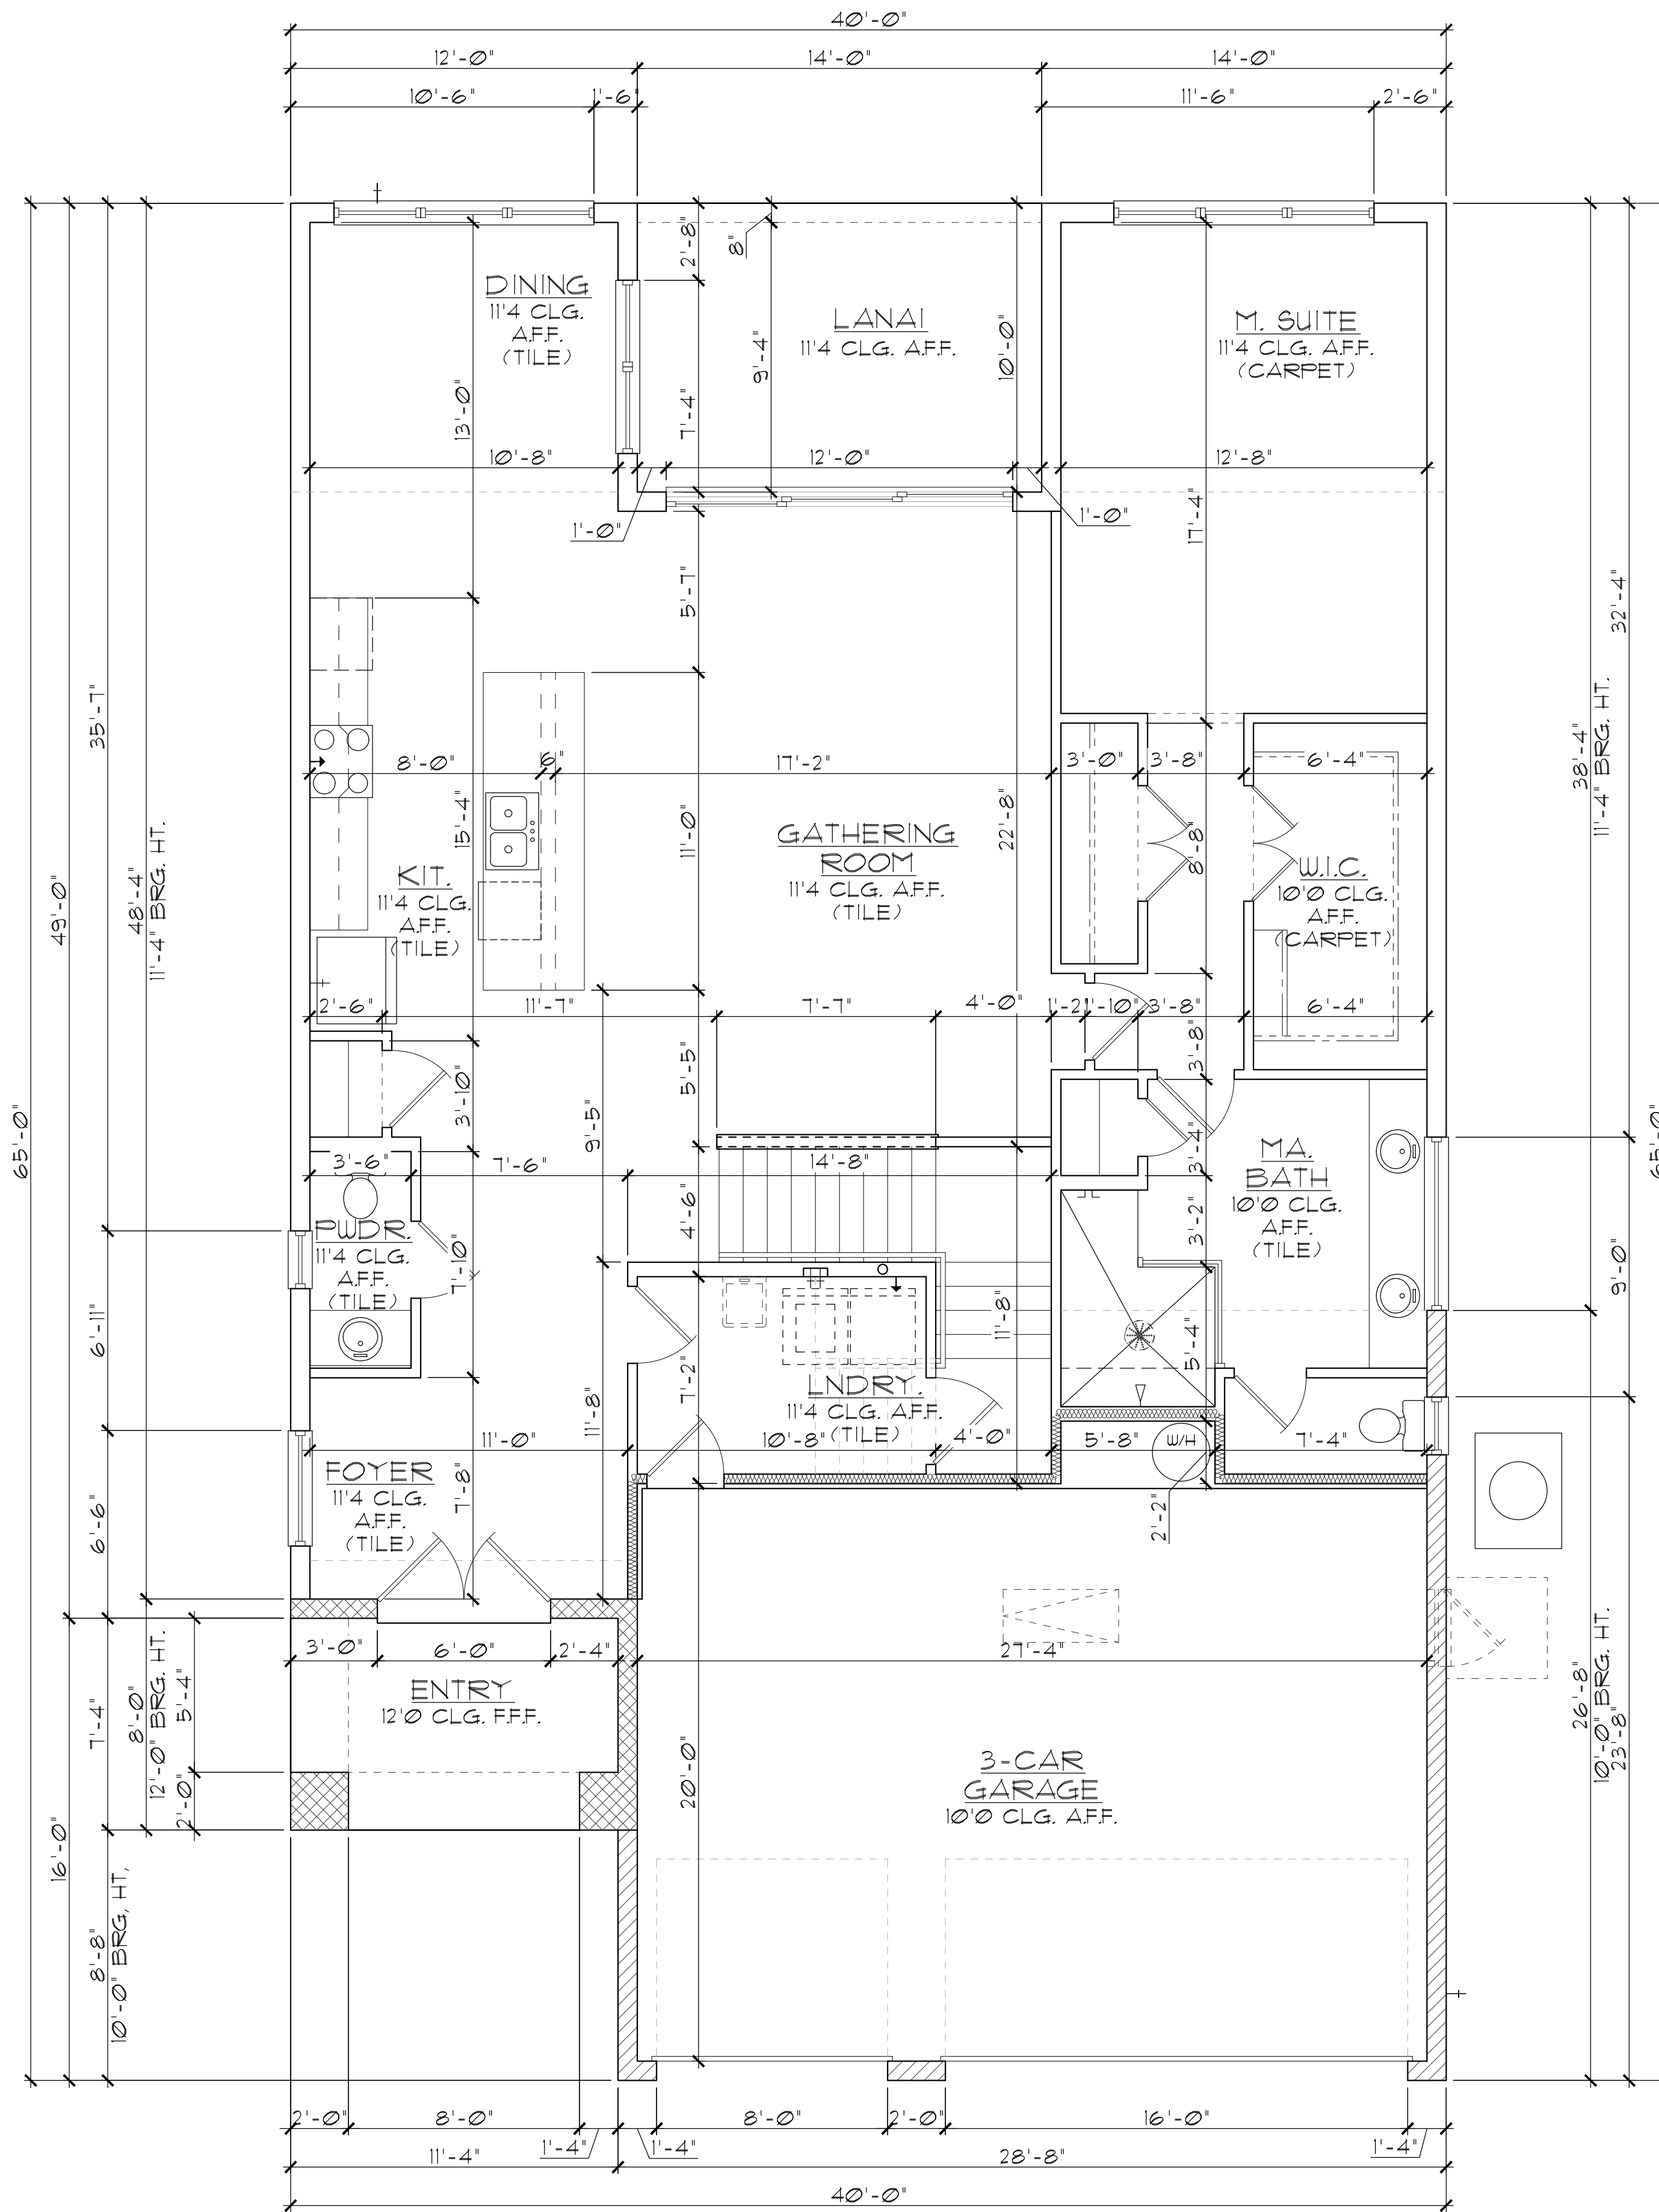 40'-0"
12'-0" 14'-0" 14'-0"
10'-6" 1'-6" 11'-6" 2'-6"
2'-8"
8"
DINING
11'4 CLG.
A.F.F.
(TILE)
LANAI
11'4 CLG. A.F.F.
M. SUITE
11'4 CLG. A.F.F.
(CARPET)
9'-4"
10'-0"
13'-0"
7'-4"
10'-8" 12'-0" 12'-8"
1'-0" 1'-0"
17'-4"
5'-7"
32'-4"
35'-7"
38'-4"
11'-4" BRG. HT.
8'-0" 6" 17'-2" 3'-0" 3'-8" 6'-4"
15'-4"
11'-0"
22'-8"
8'-8"
GATHERING
ROOM
11'4 CLG. A.F.F.
(TILE)
KIT.
11'4 CLG.
A.F.F.
(TILE)
W.I.C.
10'0 CLG.
A.F.F.
(CARPET)
49'-0"
48'-4"
11'-4" BRG. HT.
2'-6" 11'-7" 7'-7" 4'-0" 1'-2" 1'-10" 3'-8" 6'-4"
3'-8"
5'-5"
3'-10"
9'-5"
65'-0"
65'-0"
3'-6" 7'-6" 14'-8"
3'-4"
MA.
BATH
10'0 CLG.
A.F.F.
(TILE)
4'-6"
3'-2"
PWDR.
11'4 CLG.
A.F.F.
(TILE)
7'-10"
9'-0"
6'-11"
11'-8"
5'-4"
7'-2"
11'-8"
LNDRY.
11'4 CLG. A.F.F.
(TILE)
11'-0" 10'-8" 4'-0" 5'-8" W/H 7'-4"
FOYER
11'4 CLG.
A.F.F.
(TILE)
7'-8"
6'-6"
2'-2"
3'-0" 6'-0" 2'-4" 27'-4"
ENTRY
12'0 CLG. F.F.F.
5'-4"
7'-4"
8'-0"
12'-0" BRG. HT.
2'-0"
26'-8"
10'-0" BRG. HT.
23'-8"
20'-0"
3-CAR
GARAGE
10'0 CLG. A.F.F.
16'-0"
8'-8"
10'-0" BRG, HT,
2'-0" 8'-0" 8'-0" 2'-0" 16'-0"
1'-4" 1'-4" 1'-4"
11'-4" 28'-8"
40'-0"